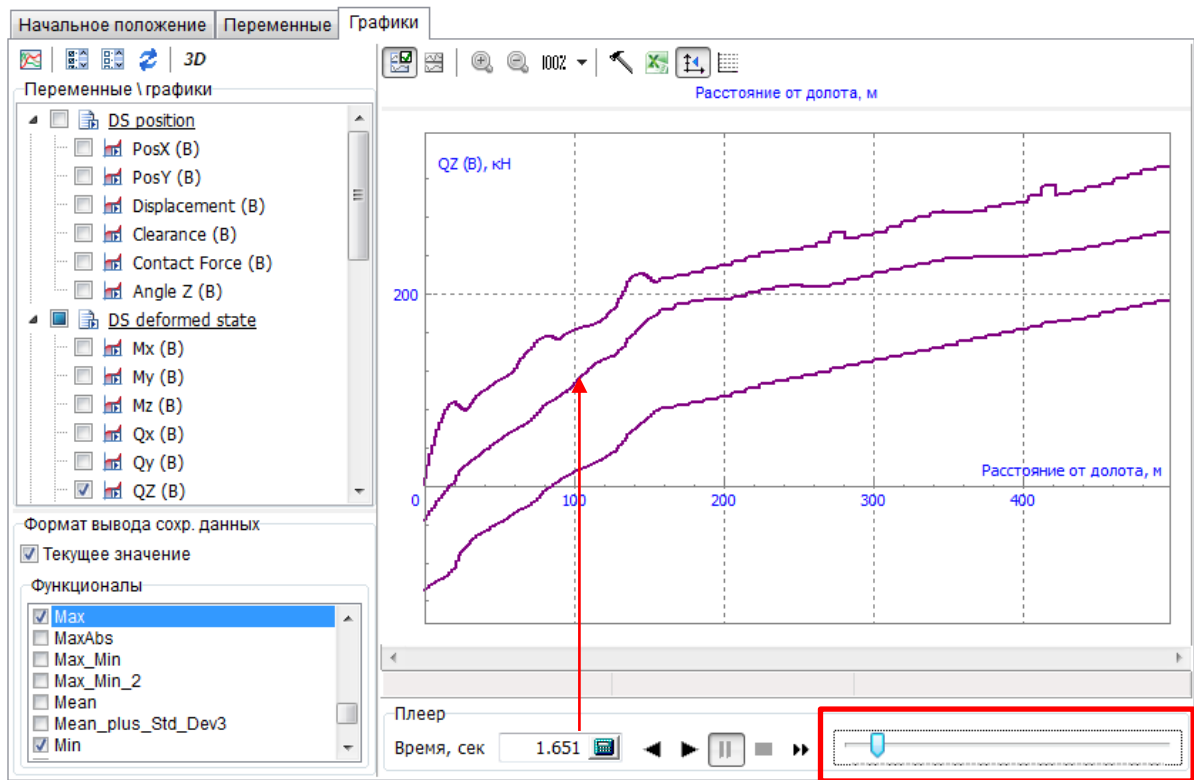 Начальное положение Переменные Графики
3D
100%
Переменные \ графики
Расстояние от долота, м
DS position
PosX (B)
PosY (B)
Displacement (B)
Clearance (B)
Contact Force (B)
Angle Z (B)
DS deformed state
Mx (B)
My (B)
Mz (B)
Qx (B)
Qy (B)
QZ (B)
QZ (B), кН
200
Расстояние от долота, м
0 100 200 300 400
Формат вывода сохр. данных
Текущее значение
Функционалы
Max
MaxAbs
Max_Min
Max_Min_2
Mean
Mean_plus_Std_Dev3
Min
Плеер
Время, сек 1.651